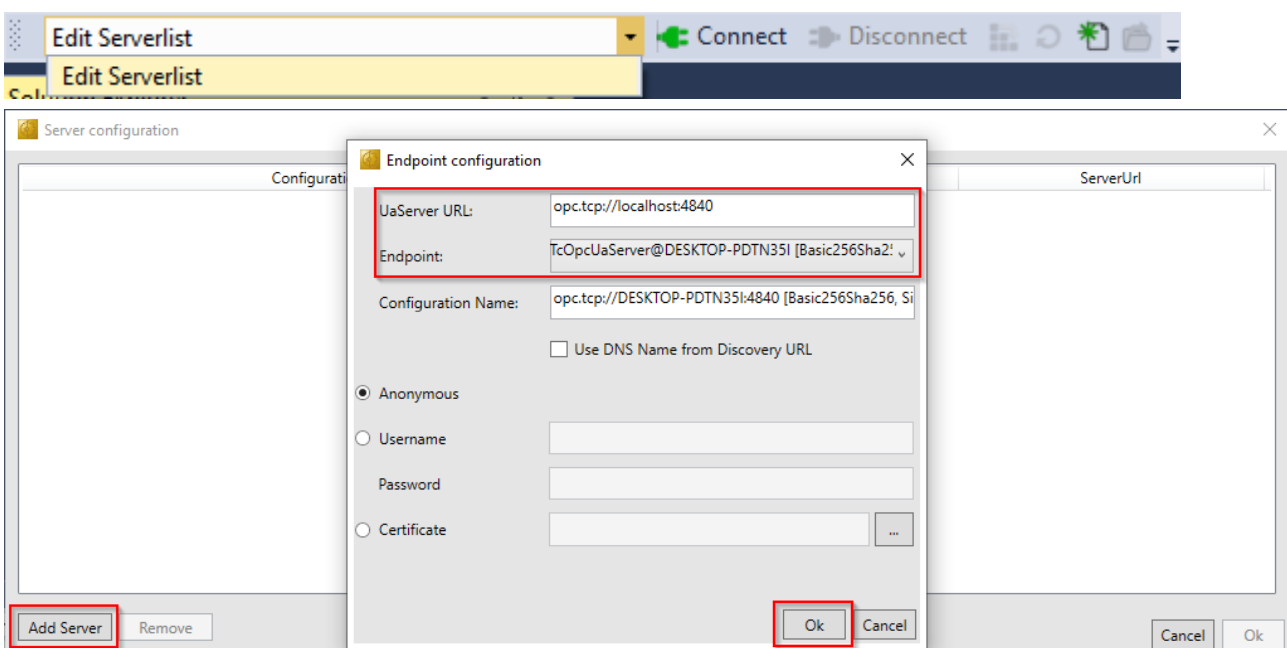 Edit Serverlist
Connect
Disconnect
Edit Serverlist
Server configuration
Endpoint configuration
Configurati
ServerUrl
UaServer URL:
opc.tcp://localhost:4840
Endpoint:
TcOpcUaServer@DESKTOP-PDTN35I [Basic256Sha2
Configuration Name:
opc.tcp://DESKTOP-PDTN35I:4840 [Basic256Sha256, Si
Use DNS Name from Discovery URL
Anonymous
Username
Password
Certificate
...
Ok
Cancel
Add Server
Remove
Cancel
Ok